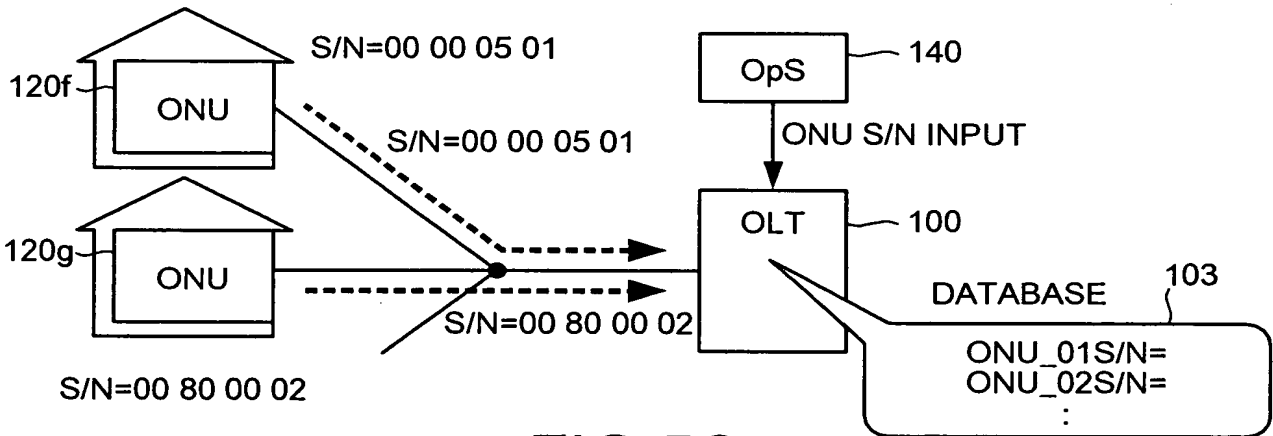 S/N=00 00 05 01
120f
ONU
S/N=00 00 05 01
OpS
140
ONU S/N INPUT
120g
ONU
OLT
100
S/N=00 80 00 02
S/N=00 80 00 02
DATABASE
103
ONU_01S/N=
ONU_02S/N=
: